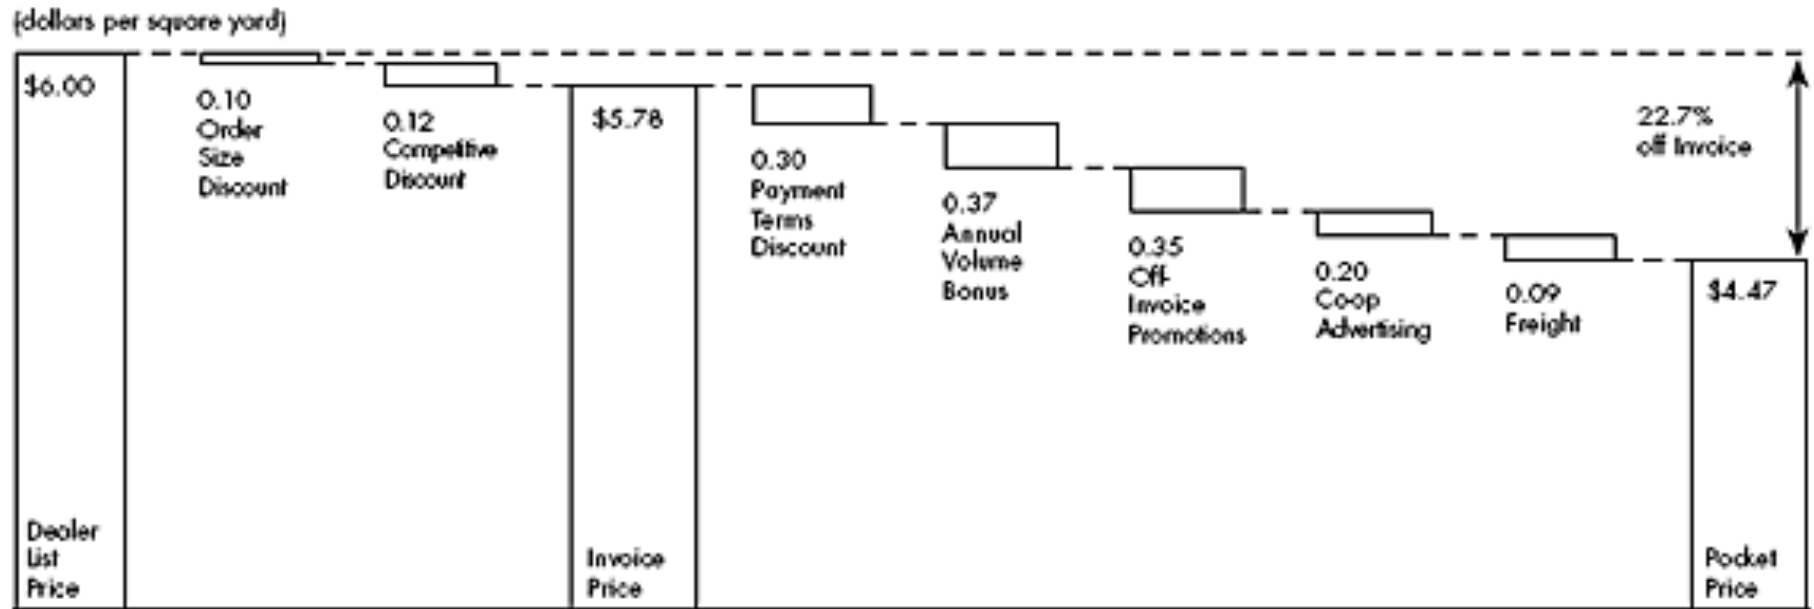 (dollars per square yard)
$6.00
Dealer
List
Price
0.10
Order
Size
Discount
0.12
Competitive
Discount
$5.78
Invoice
Price
0.30
Payment
Terms
Discount
0.37
Annual
Volume
Bonus
0.35
Off-
Invoice
Promotions
0.20
Co-op
Advertising
0.09
Freight
22.7%
off Invoice
$4.47
Pocket
Price